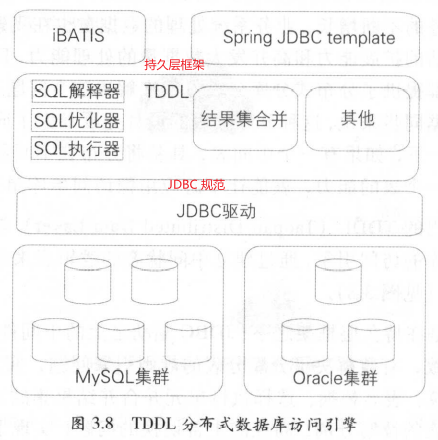 iBATIS
Spring JDBC template
持久层框架
SQL解释器
TDDL
SQL优化器
SQL执行器
结果集合并
其他
JDBC 规范
JDBC驱动
MySQL集群
Oracle集群
图 3.8 TDDL 分布式数据库访问引擎